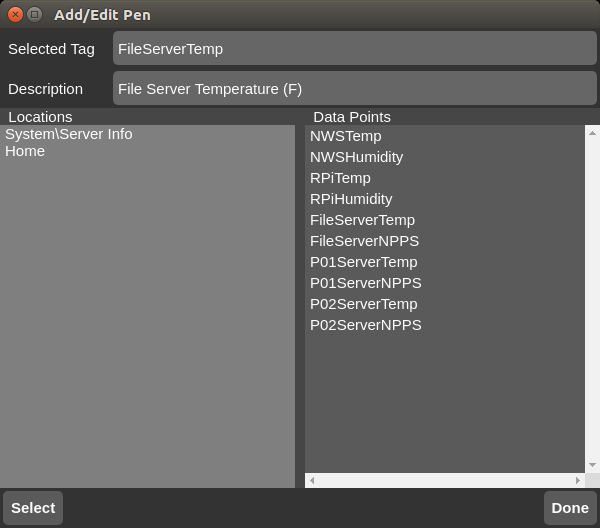 Add/Edit Pen
Selected Tag FileServerTemp
Description File Server Temperature (F)
Locations
System\Server Info
Home
Data Points
NWSTemp
NWSHumidity
RPiTemp
RPiHumidity
FileServerTemp
FileServerNPPS
P01ServerTemp
P01ServerNPPS
P02ServerTemp
P02ServerNPPS
Select
Done